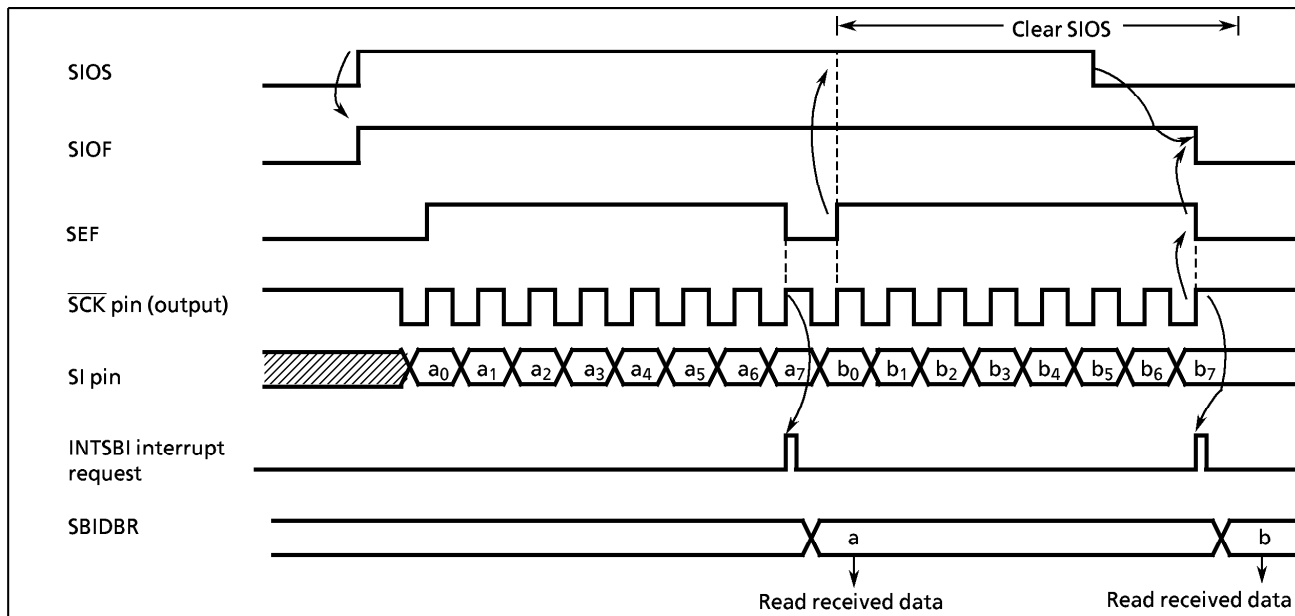 Clear SIOS
SIOS
SIOF
SEF
SCK pin (output)
SI pin
a0 a1 a2 a3 a4 a5 a6 a7 b0 b1 b2 b3 b4 b5 b6 b7
INTSBI interrupt
request
SBIDBR
a b
Read received data Read received data